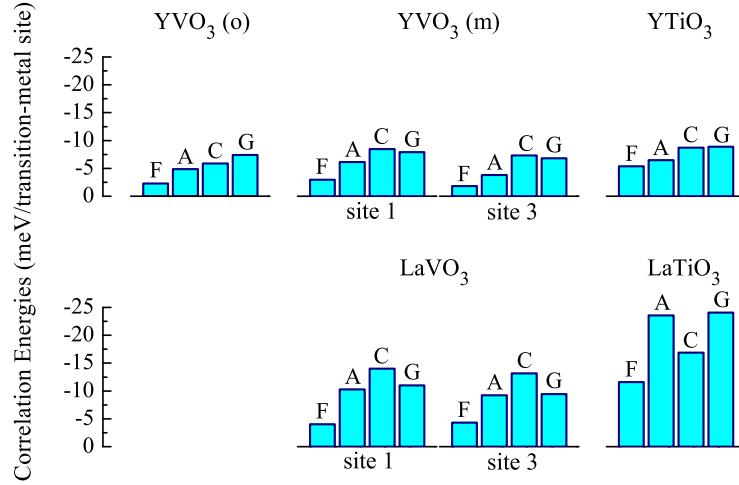 YVO3 (o)
YVO3 (m)
YTiO3
Correlation Energies (meV/transition-metal site)
-25
-20
-15
-10
-5
0
F A C G
F A C G
F A C G
F A C G
site 1
site 3
LaVO3
LaTiO3
-25
-20
-15
-10
-5
0
F A C G
F A C G
F A C G
site 1
site 3